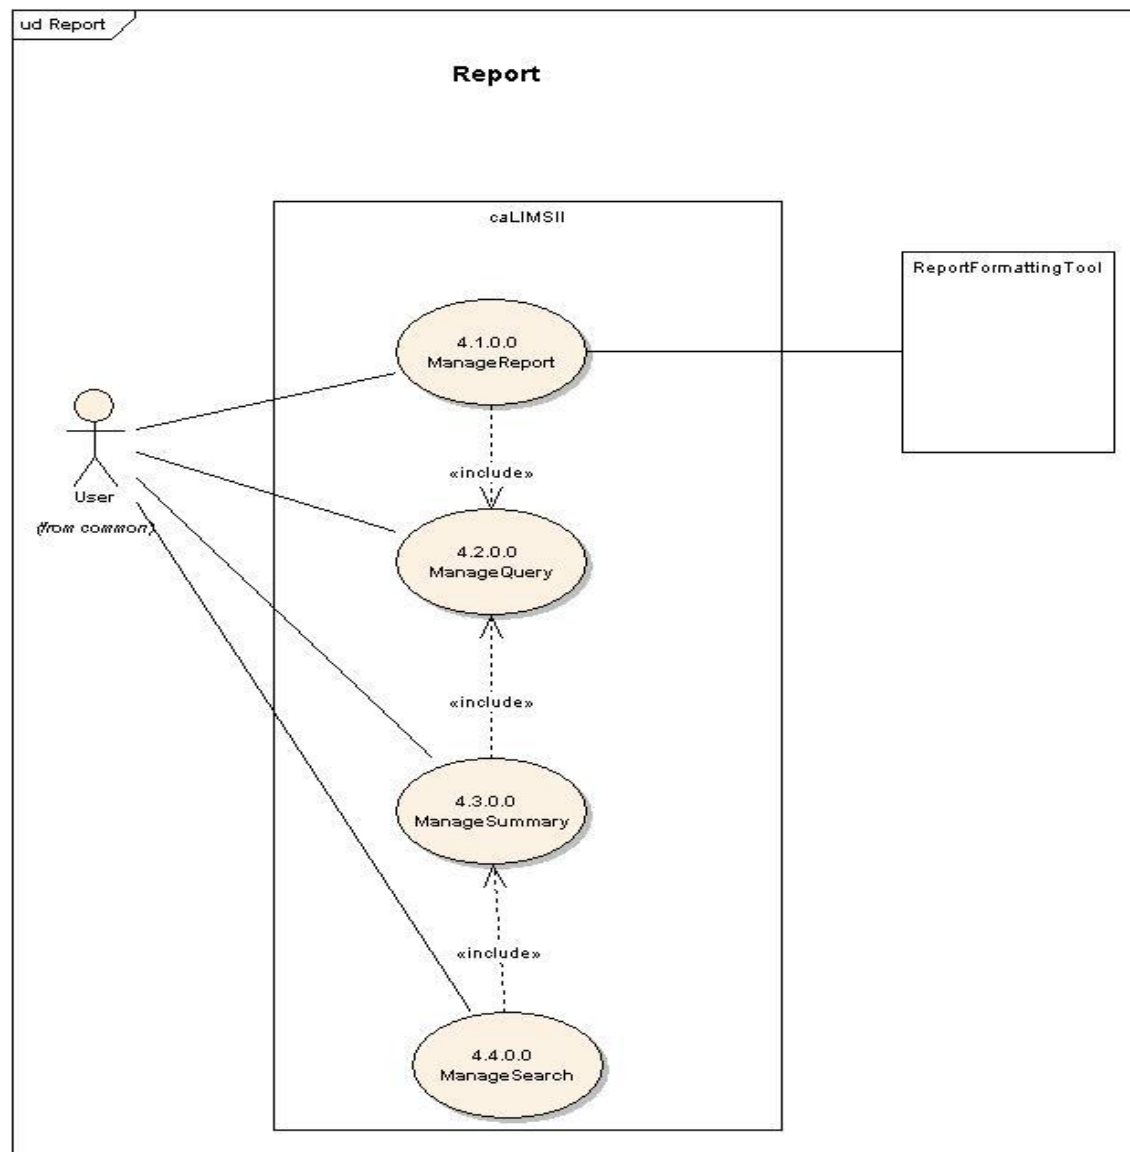 ud Report
Report
caLIMSII
ReportFormattingTool
4.1.0.0
ManageReport
«include»
User
(from common)
4.2.0.0
ManageQuery
«include»
4.3.0.0
ManageSummary
«include»
4.4.0.0
ManageSearch